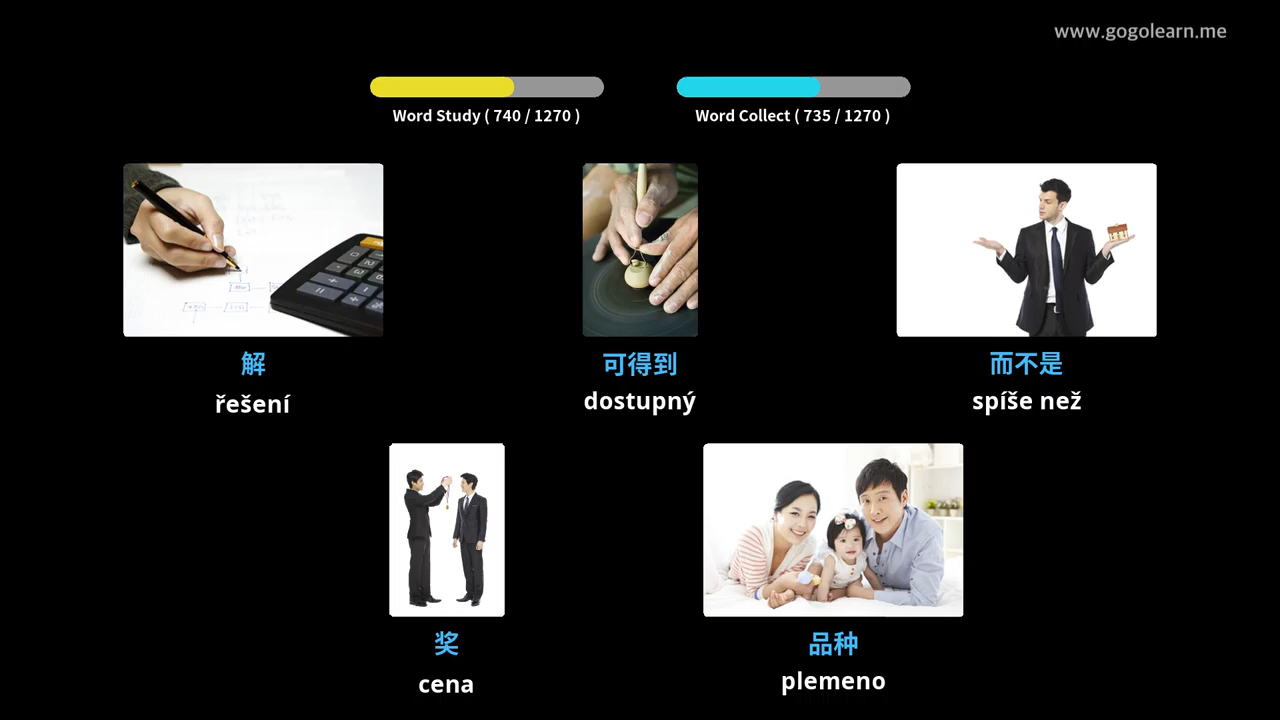 www.gogolearn.me
Word Study ( 740 / 1270 )
Word Collect ( 735 / 1270 )
解
řešení
可得到
dostupný
而不是
spíše než
奖
cena
品种
plemeno